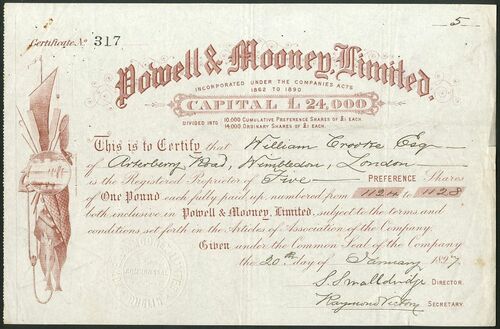 5
Certificate No 317
Powell & Mooney, Limited.
INCORPORATED UNDER THE COMPANIES ACTS
1862 TO 1890
CAPITAL £24,000
DIVIDED INTO 10,000 CUMULATIVE PREFERENCE SHARES OF £1 EACH
14,000 ORDINARY SHARES OF £1 EACH.
This is to Certify that William Crooke Esq
of Arterberry Road, Wimbledon, London
is the Registered Proprietor of Five PREFERENCE Shares
of One Pound each fully paid up, numbered from 1124 to 1128
both inclusive in Powell & Mooney, Limited, subject to the terms and
conditions set forth in the Articles of Association of the Company.
Given under the Common Seal of the Company
the 20th day of January 1897
DIRECTOR.
SECRETARY.